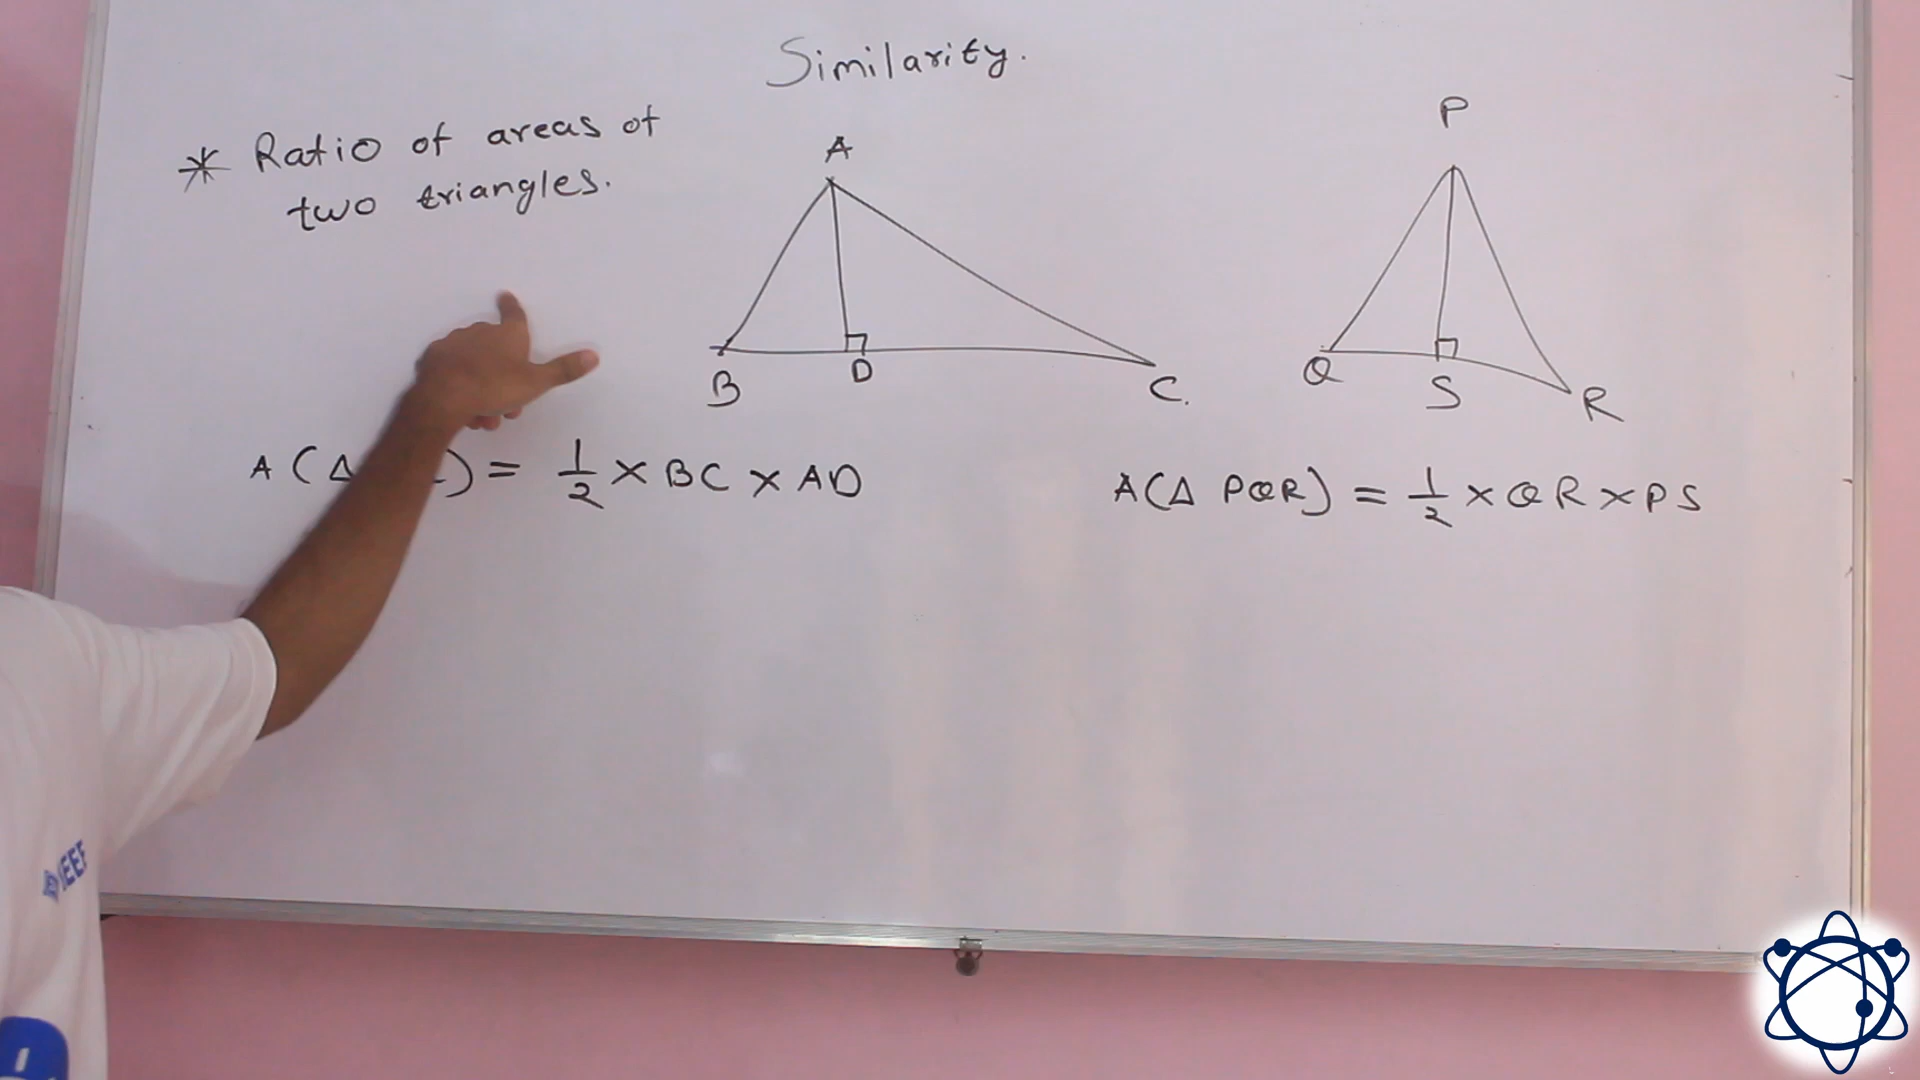 Similarity.
* Ratio of areas of
two triangles.
A
B
D
C.
P
Q
S
R
A(Δ ) = 1/2 × BC × AD
A(Δ PQR) = 1/2 × QR × PS